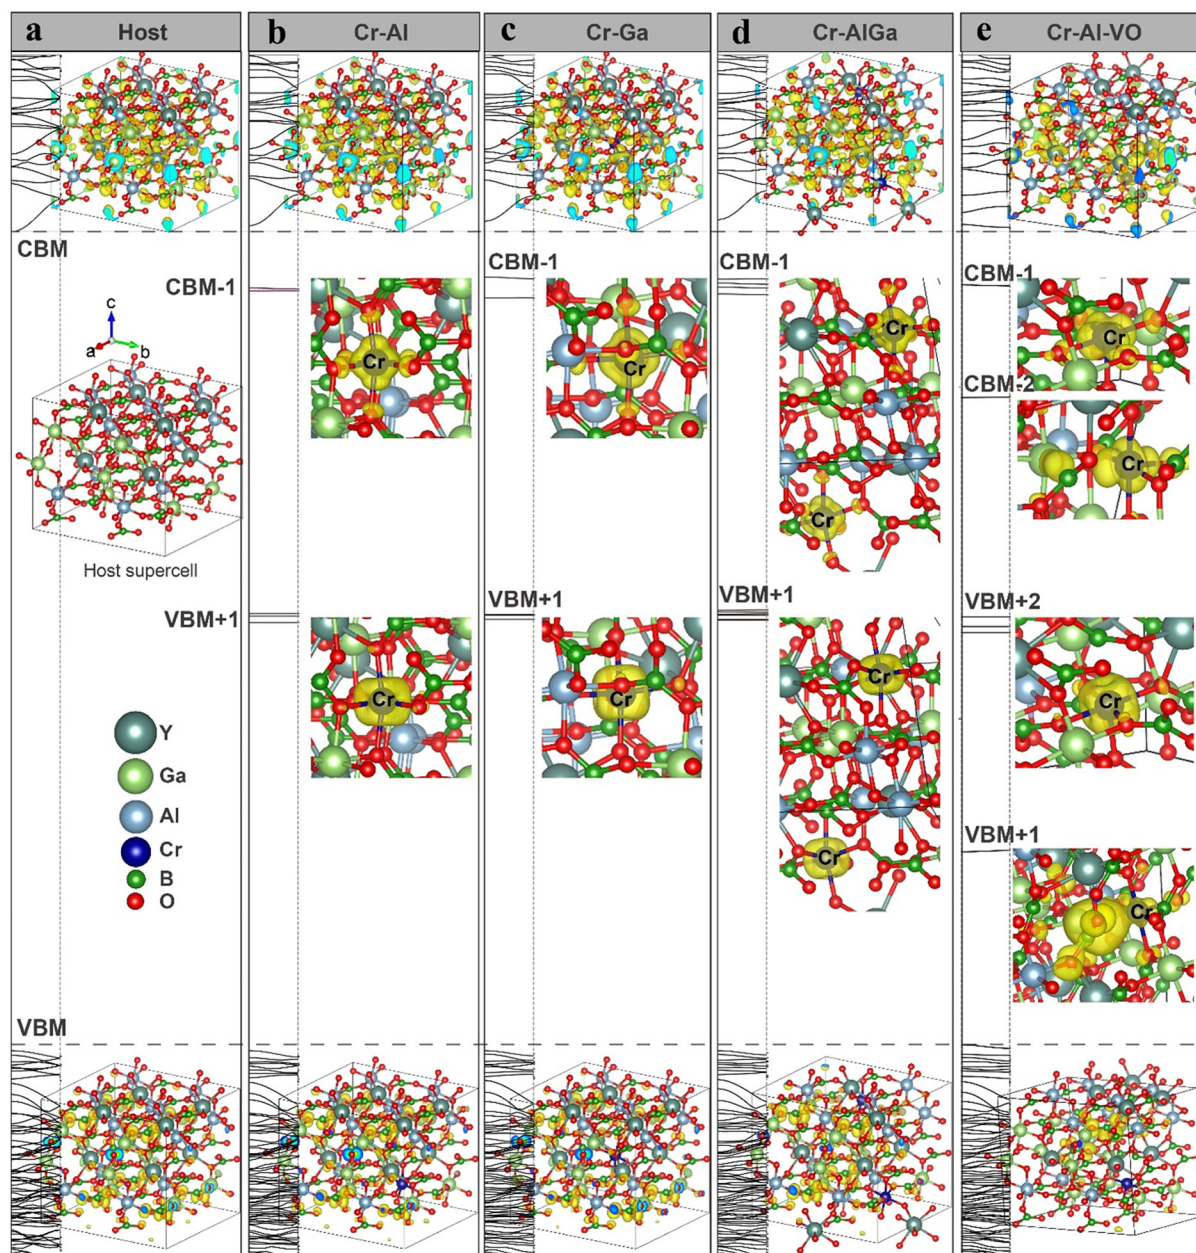 a Host
b Cr-Al
c Cr-Ga
d Cr-AlGa
e Cr-Al-VO
CBM
CBM-1
CBM-1
CBM-1
CBM-1
Cr
Cr
Cr
Cr
c
a
b
CBM-2
Cr
Cr
Host supercell
VBM+1
VBM+1
VBM+1
VBM+2
Cr
Cr
Cr
Cr
Y
Ga
Al
Cr
B
O
Cr
VBM+1
Cr
VBM